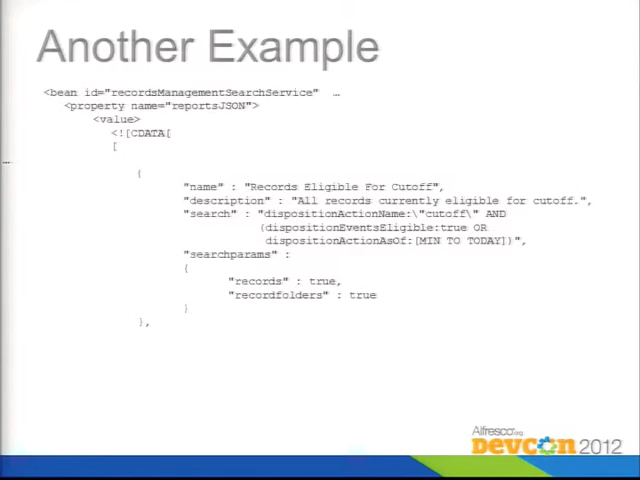 Another Example
<bean id="recordsManagementSearchService" …
<property name="reportsJSON">
<value>
<![CDATA[
[
…
{
"name" : "Records Eligible For Cutoff",
"description" : "All records currently eligible for cutoff.",
"search" : "dispositionActionName:\"cutoff\" AND
(dispositionEventsEligible:true OR
dispositionActionAsOf:[MIN TO TODAY])",
"searchparams" :
{
"records" : true,
"recordfolders" : true
}
},
Alfresco.org
Devcon 2012